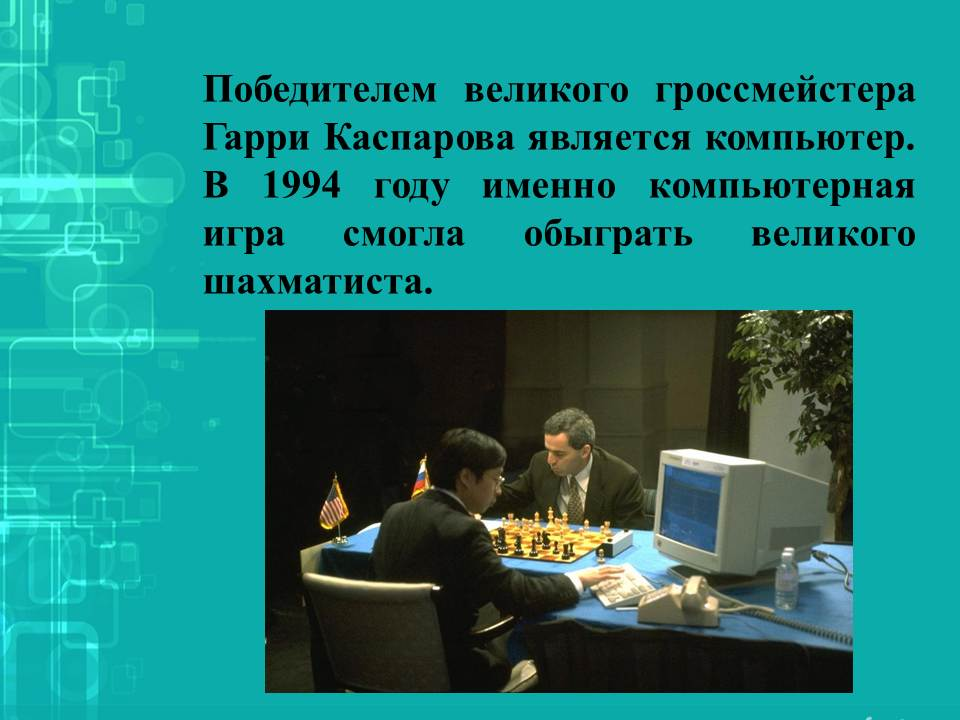 Победителем великого гроссмейстера
Гарри Каспарова является компьютер.
В 1994 году именно компьютерная
игра смогла обыграть великого
шахматиста.